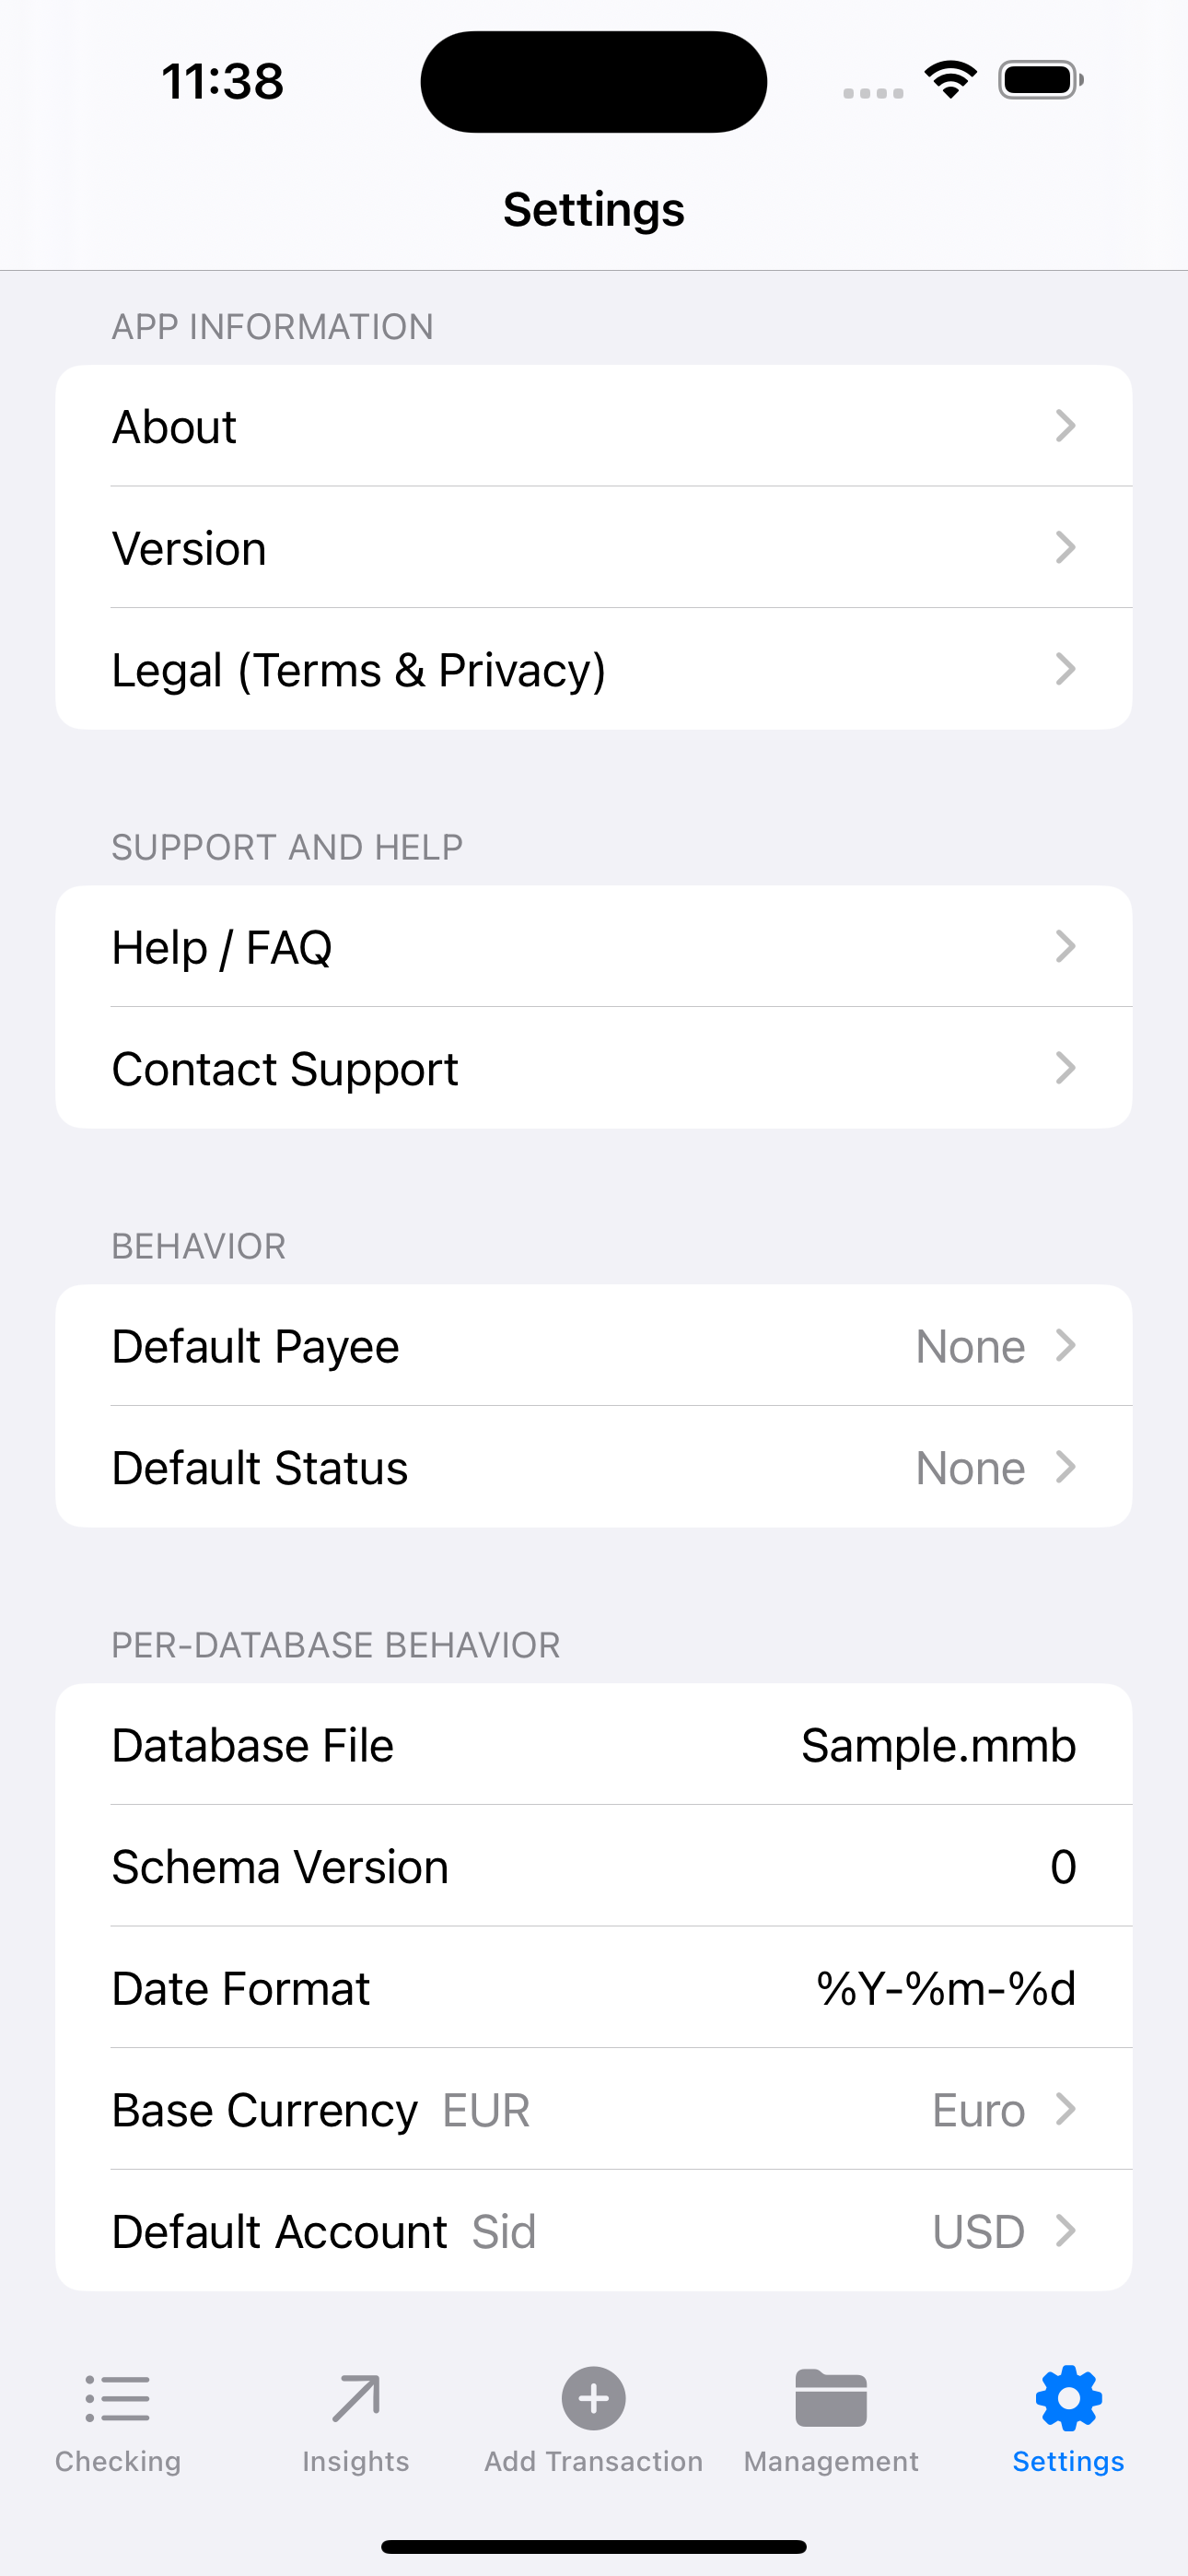 11:38
Settings
APP INFORMATION
About
Version
Legal (Terms & Privacy)
SUPPORT AND HELP
Help / FAQ
Contact Support
BEHAVIOR
Default Payee None
Default Status None
PER-DATABASE BEHAVIOR
Database File Sample.mmb
Schema Version 0
Date Format %Y-%m-%d
Base Currency EUR Euro
Default Account Sid USD
Checking Insights Add Transaction Management Settings